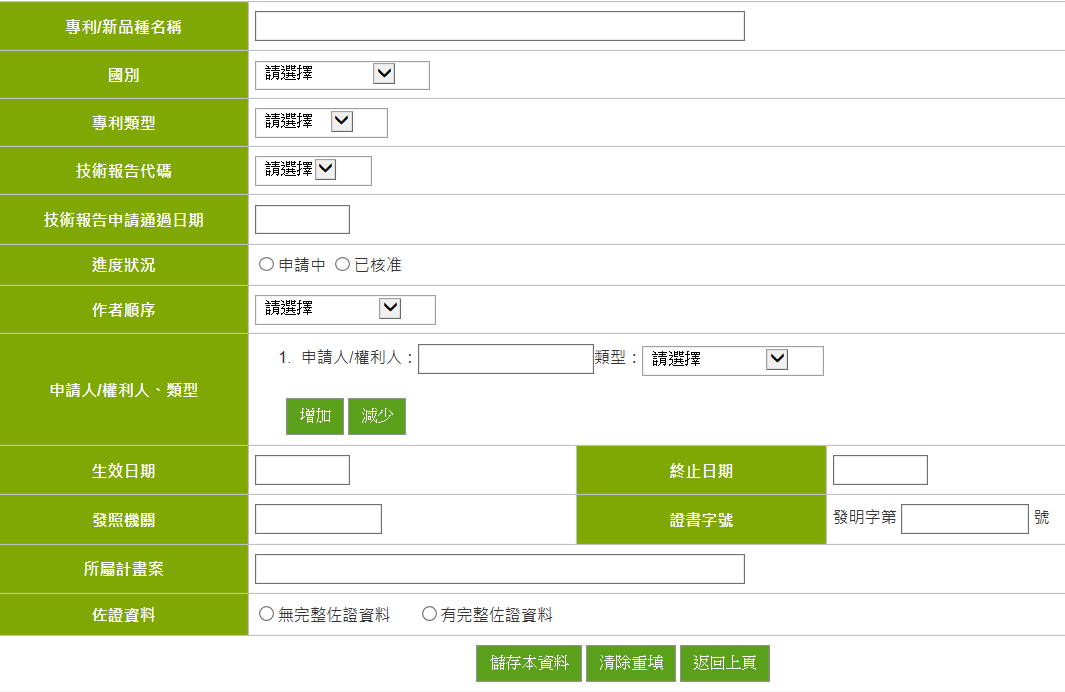 專利/新品種名稱
國別 請選擇
專利類型 請選擇
技術報告代碼 請選擇
技術報告申請通過日期
進度狀況 申請中 已核准
作者順序 請選擇
1. 申請人/權利人： 類型： 請選擇
申請人/權利人、類型
增加 減少
生效日期 終止日期
發照機關 證書字號 發明字第 號
所屬計畫案
佐證資料 無完整佐證資料 有完整佐證資料
儲存本資料 清除重填 返回上頁